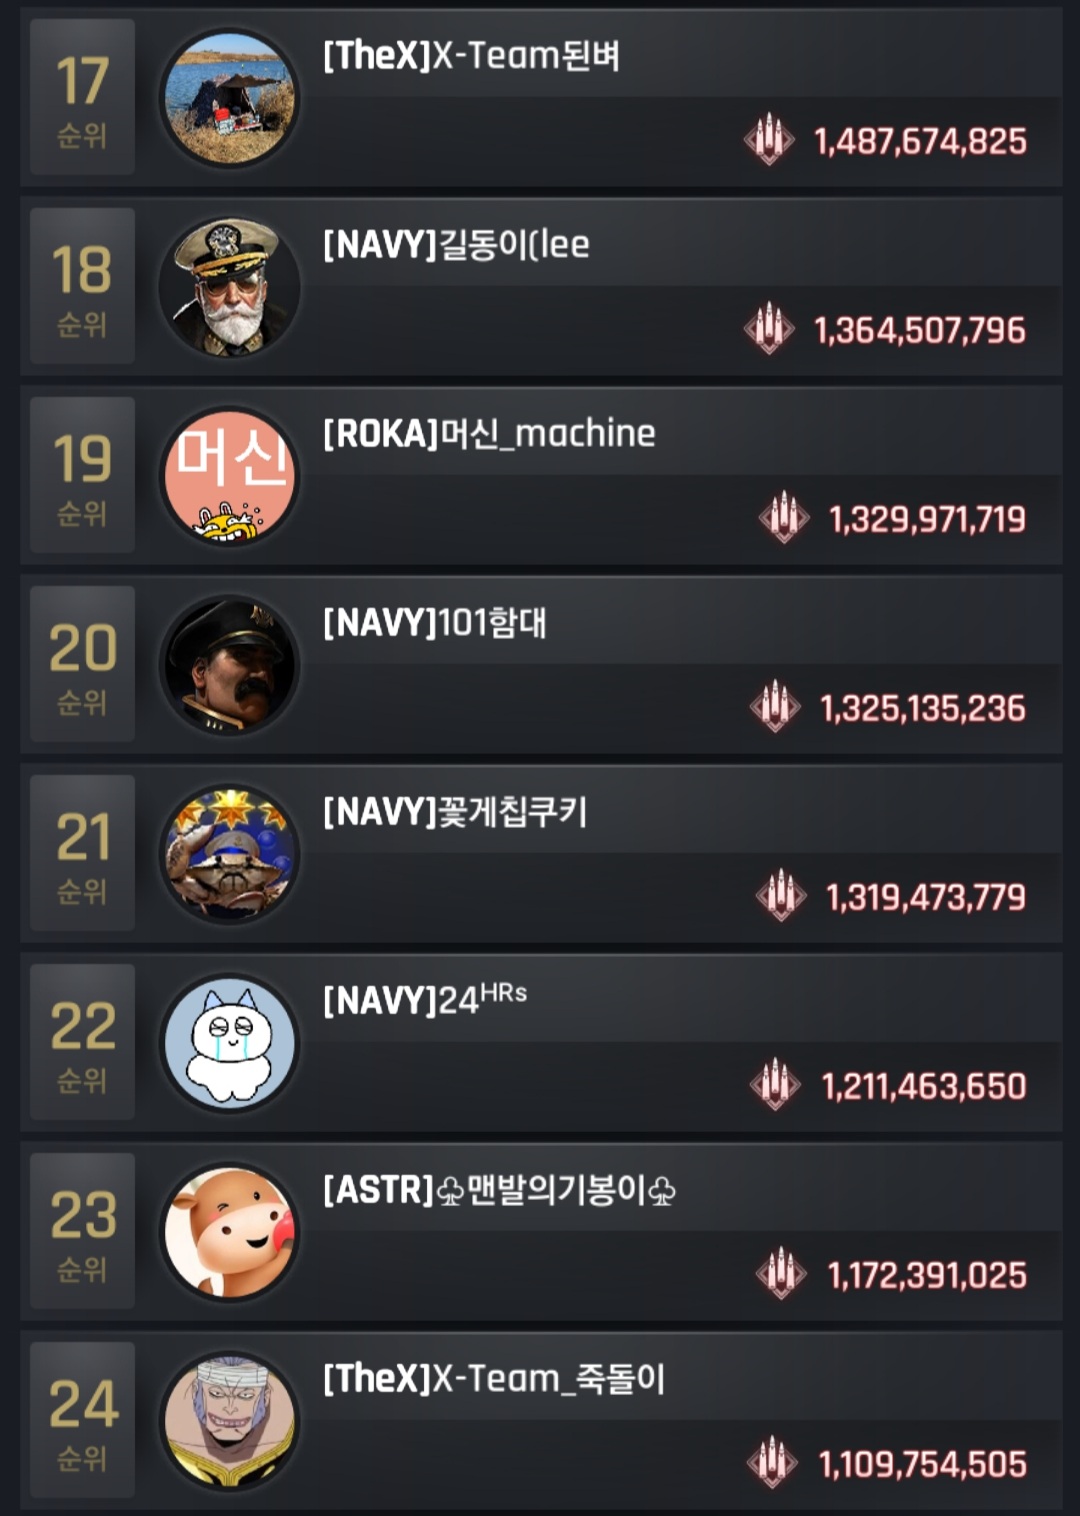 17
순위
[TheX]X-Team된벼
1,487,674,825
18
순위
[NAVY]길동이(lee
1,364,507,796
19
순위
머신
[ROKA]머신_machine
1,329,971,719
20
순위
[NAVY]101함대
1,325,135,236
21
순위
[NAVY]꽃게칩쿠키
1,319,473,779
22
순위
[NAVY]24ᴴᴿˢ
1,211,463,650
23
순위
[ASTR]♧맨발의기봉이♧
1,172,391,025
24
순위
[TheX]X-Team_죽돌이
1,109,754,505